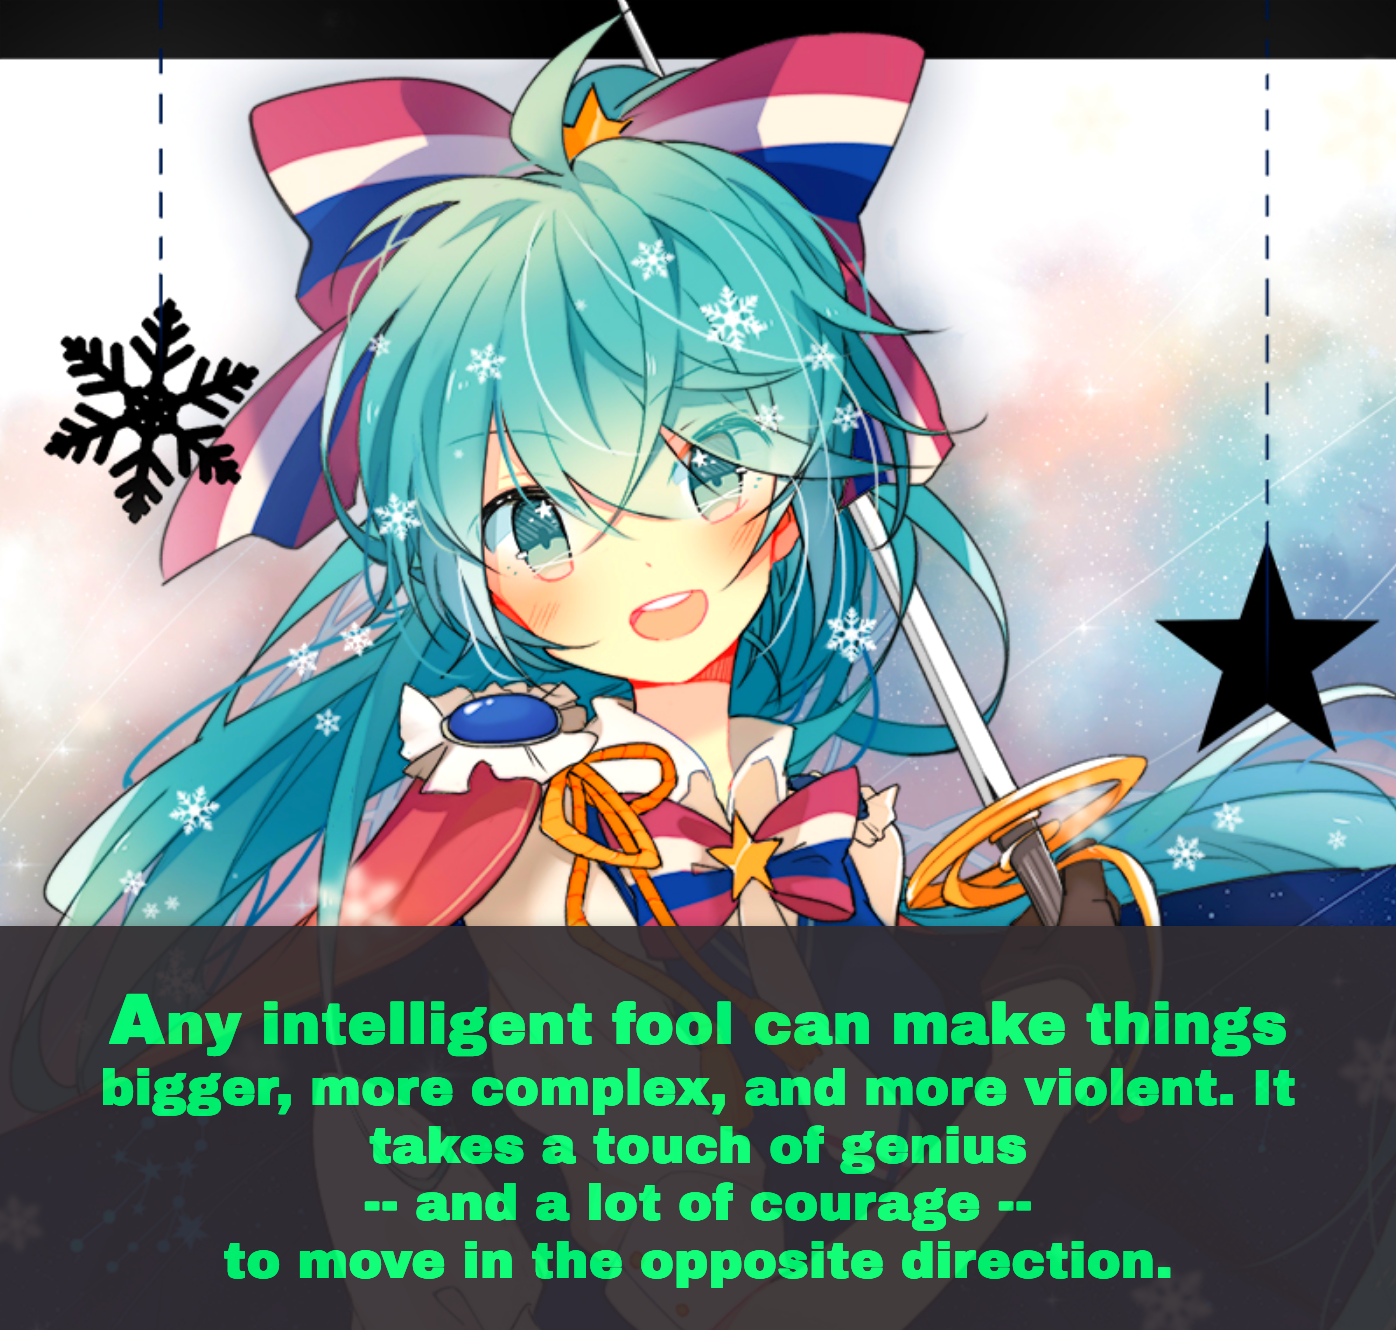 Any intelligent fool can make things
bigger, more complex, and more violent. It
takes a touch of genius
-- and a lot of courage --
to move in the opposite direction.